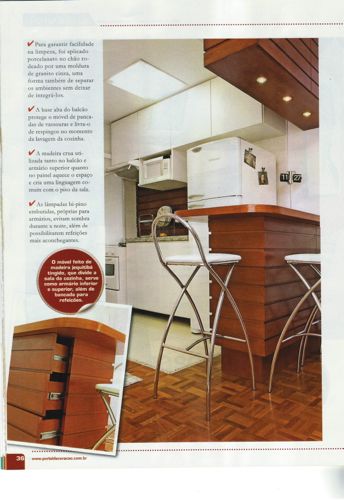 ✔ Para garantir facilidade
na limpeza, foi aplicado
porcelanato no chão ro-
deado por uma moldura
de granito cinza, uma
forma também de separar
os ambientes sem deixar
de integrá-los.
✔ A base alta do balcão
protege o móvel de panca-
das de vassouras e livra-o
de respingos no momento
da lavagem da cozinha.
✔ A madeira crua uti-
lizada tanto no balcão e
armário superior quanto
no painel aquece o espaço
e cria uma linguagem co-
mum com o piso da sala.
✔ As lâmpadas bi-pino
embutidas, próprias para
armários, evitam sombra
durante a noite, além de
possibilitarem refeições
mais aconchegantes.
O móvel feito de
madeira jequitibá
tingido, que divide a
sala da cozinha, serve
como armário inferior
e superior, além de
bancada para
refeições.
36 www.portaldecoracao.com.br